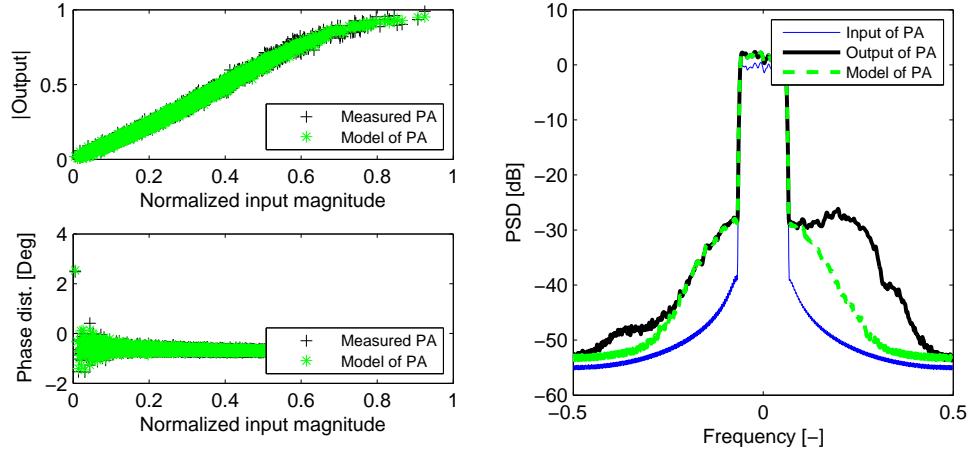 1
0.5
0
|Output|
0 0.2 0.4 0.6 0.8 1
Normalized input magnitude
Measured PA
Model of PA
4
2
0
−2
Phase dist. [Deg]
0 0.2 0.4 0.6 0.8 1
Normalized input magnitude
Measured PA
Model of PA
10
0
−10
−20
−30
−40
−50
−60
PSD [dB]
−0.5 0 0.5
Frequency [-]
Input of PA
Output of PA
Model of PA